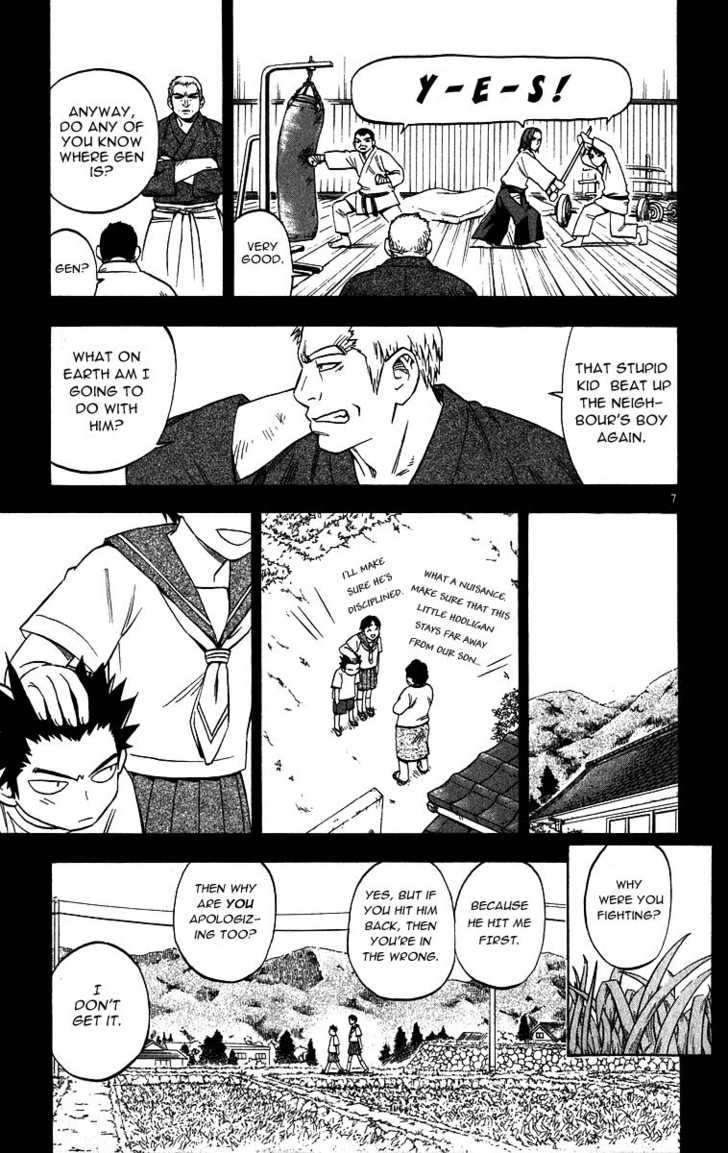 Y-E-S!
VERY
GOOD.
ANYWAY,
DO ANY OF
YOU KNOW
WHERE GEN
IS?
GEN?
THAT STUPID
KID BEAT UP
THE NEIGH-
BOUR'S BOY
AGAIN.
WHAT ON
EARTH AM I
GOING TO
DO WITH
HIM?
7
WHAT A NUISANCE.
MAKE SURE THAT THIS
LITTLE HOOLIGAN
STAYS FAR AWAY
FROM OUR SON...
I'LL MAKE
SURE HE'S
DISCIPLINED.
WHY
WERE YOU
FIGHTING?
BECAUSE
HE HIT ME
FIRST.
YES, BUT IF
YOU HIT HIM
BACK, THEN
YOU'RE IN
THE WRONG.
THEN WHY
ARE YOU
APOLOGIZ-
ING TOO?
I
DON'T
GET IT.